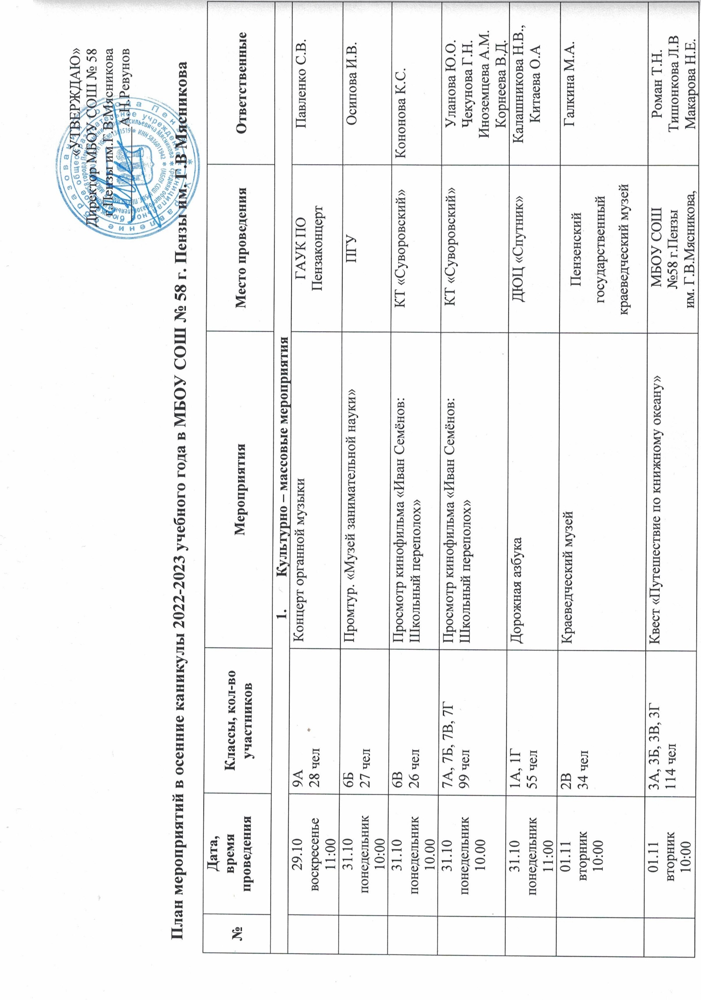 «УТВЕРЖДАЮ»
Директор МБОУ СОШ № 58
г. Пензы им.Г.В.Мясникова
А.Н.Ревунов
План мероприятий в осенние каникулы 2022-2023 учебного года в МБОУ СОШ № 58 г. Пензы им. Г.В Мясникова
№
Дата,
время
проведения
Классы, кол-во
участников
Мероприятия
Место проведения
Ответственные
1. Культурно – массовые мероприятия
29.10
воскресенье
11:00
9А
28 чел
Концерт органной музыки
ГАУК ПО
Пензаконцерт
Павленко С.В.
31.10
понедельник
10:00
6Б
27 чел
Промтур. «Музей занимательной науки»
ПГУ
Осипова И.В.
31.10
понедельник
10.00
6В
26 чел
Просмотр кинофильма «Иван Семёнов:
Школьный переполох»
КТ «Суворовский»
Кононова К.С.
31.10
понедельник
10.00
7А, 7Б, 7В, 7Г
99 чел
Просмотр кинофильма «Иван Семёнов:
Школьный переполох»
КТ «Суворовский»
Уланова Ю.О.
Чекунова Г.Н.
Иноземцева А.М.
Корнеева В.Д.
31.10
понедельник
11:00
1А, 1Г
55 чел
Дорожная азбука
ДЮЦ «Спутник»
Калашникова Н.В.,
Китаева О.А
01.11
вторник
10:00
2В
34 чел
Краеведческий музей
Пензенский
государственный
краеведческий музей
Галкина М.А.
01.11
вторник
10:00
3А, 3Б, 3В, 3Г
114 чел
Квест «Путешествие по книжному океану»
МБОУ СОШ
№58 г.Пензы
им. Г.В.Мясникова,
Роман Т.Н.
Тишонкова Л.В
Макарова Н.Е.